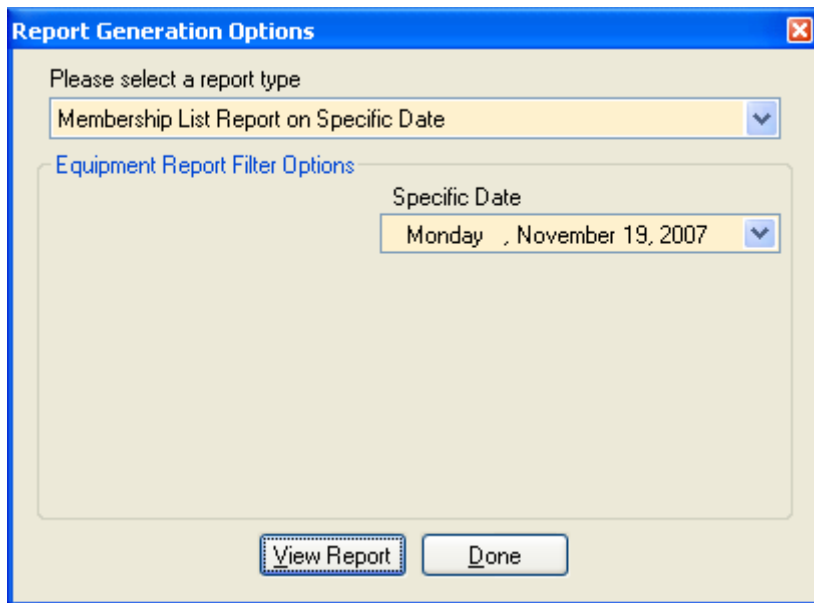 Report Generation Options
Please select a report type
Membership List Report on Specific Date
Equipment Report Filter Options
Specific Date
Monday , November 19, 2007
View Report Done